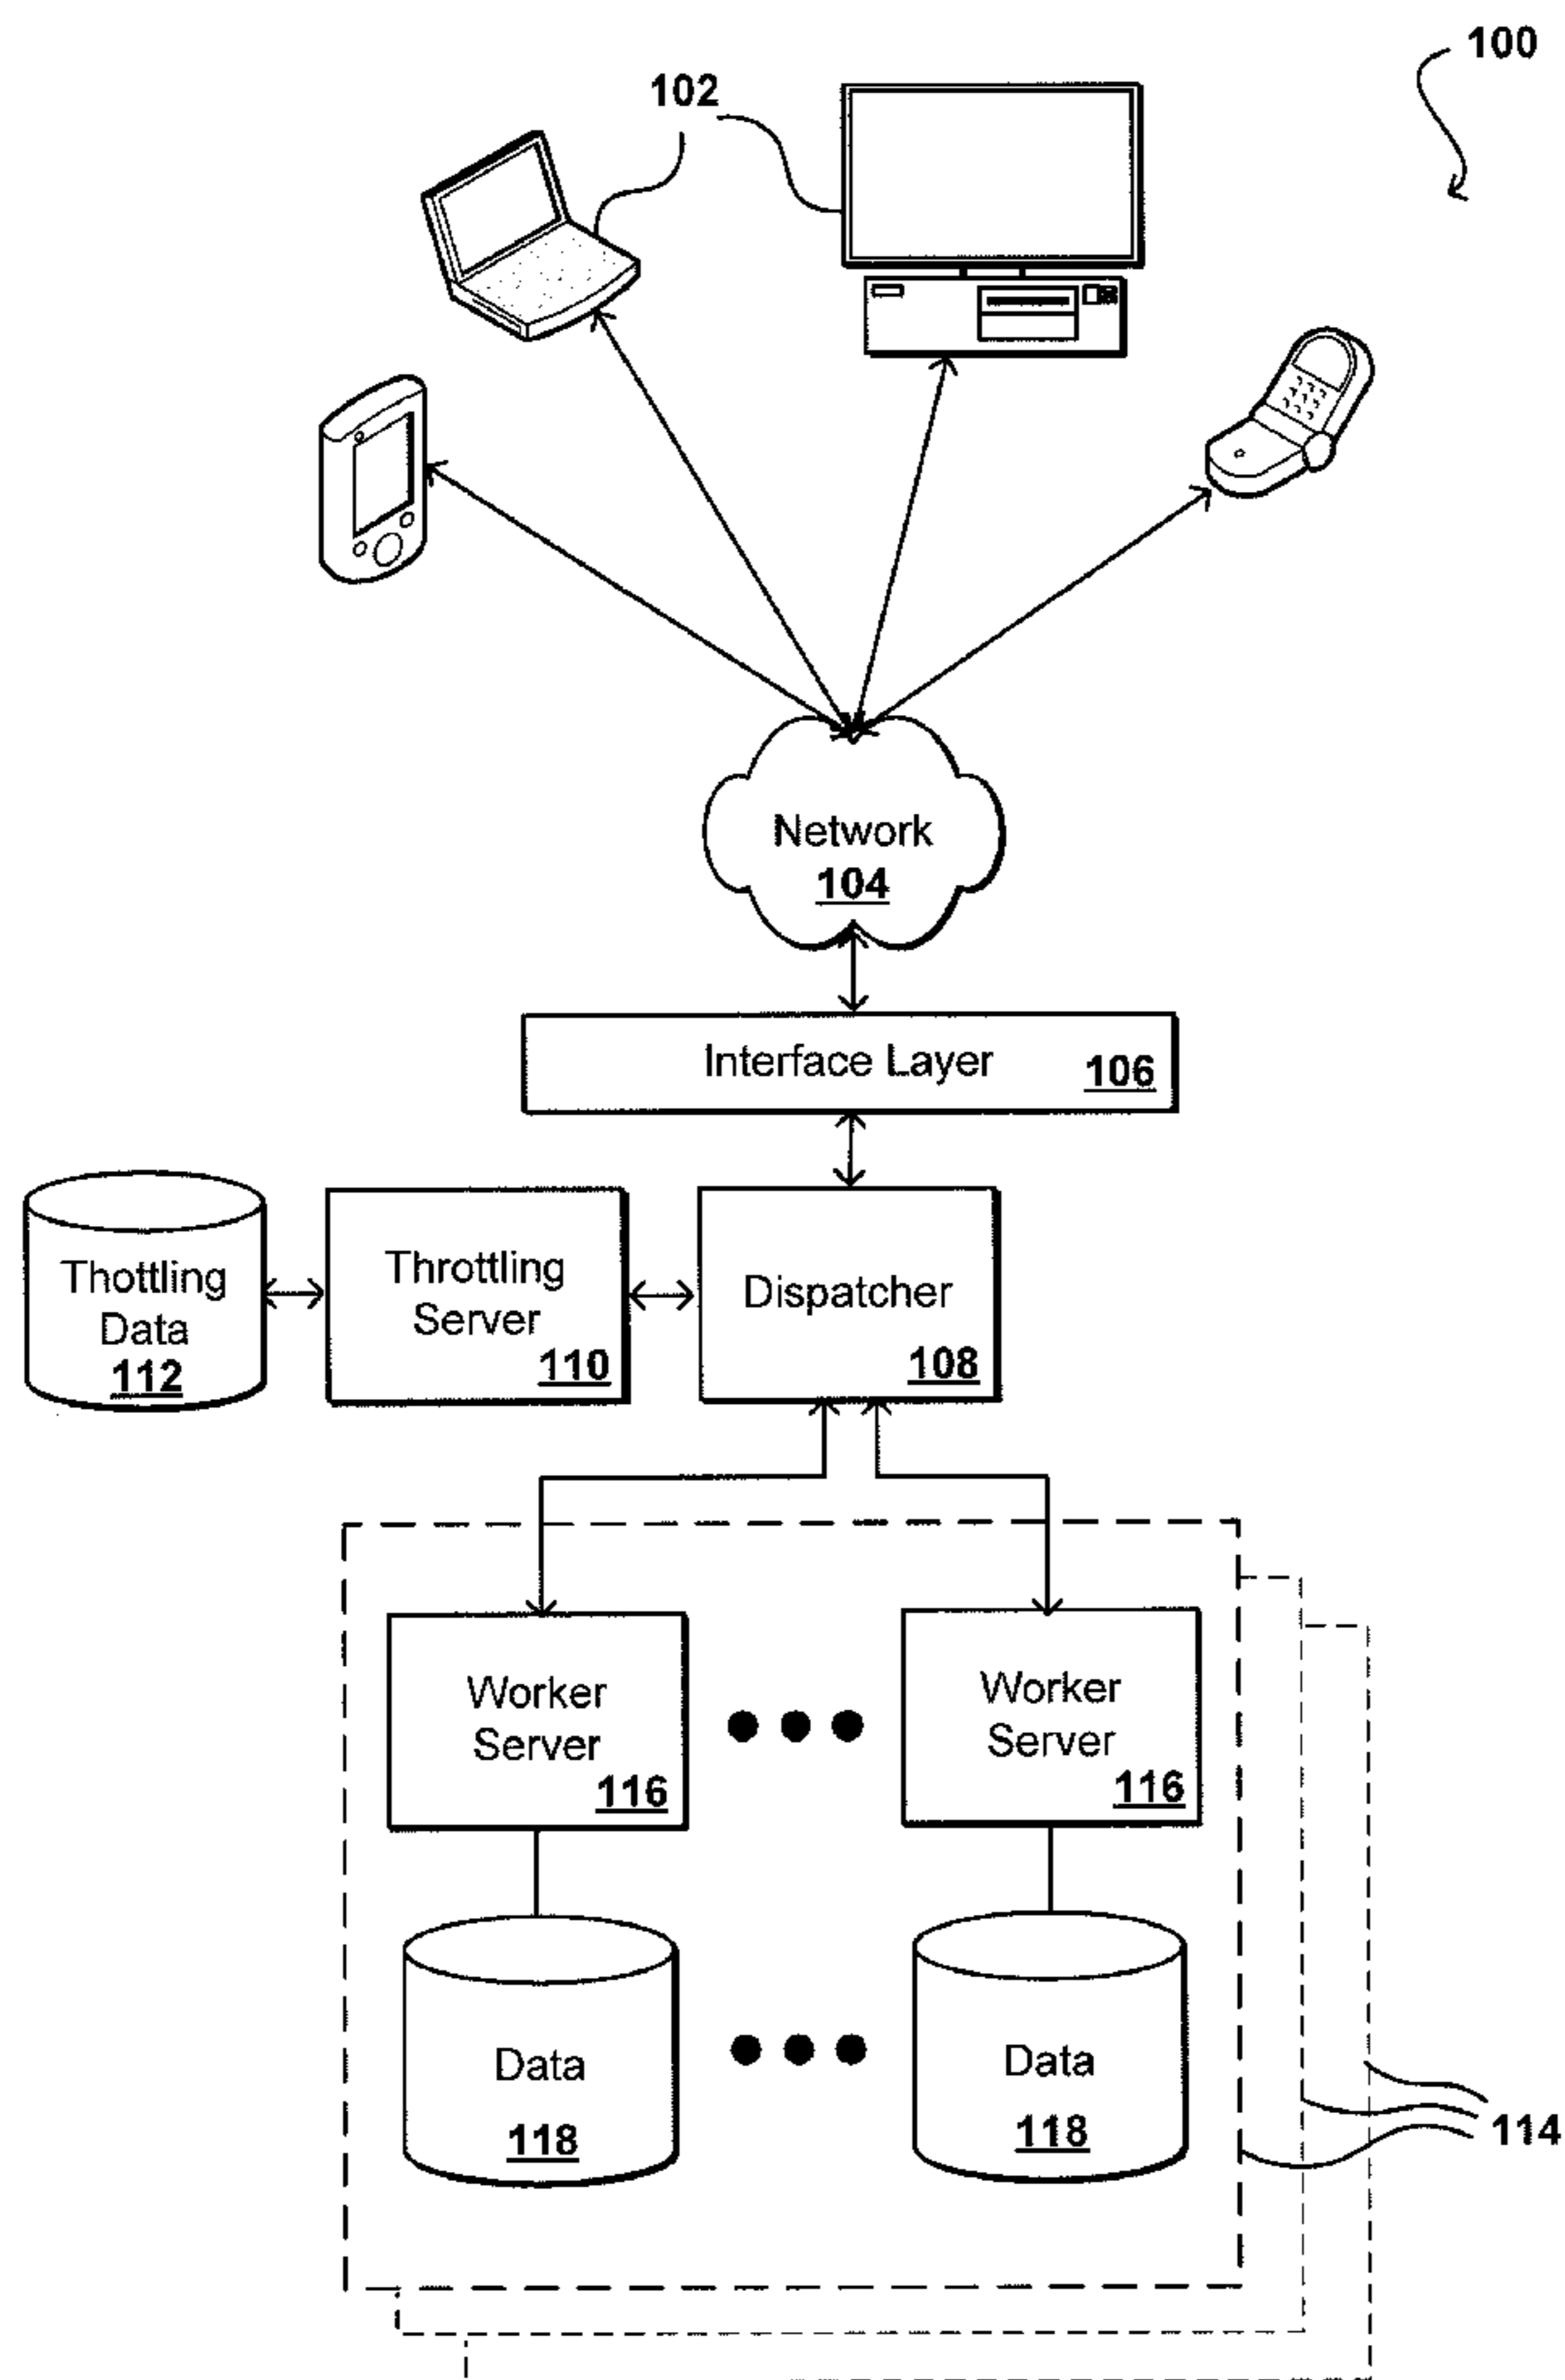 100
102
Network
104
Interface Layer
106
Thottling
Data
112
Throttling
Server
110
Dispatcher
108
Worker
Server
116
Worker
Server
116
Data
118
Data
118
114